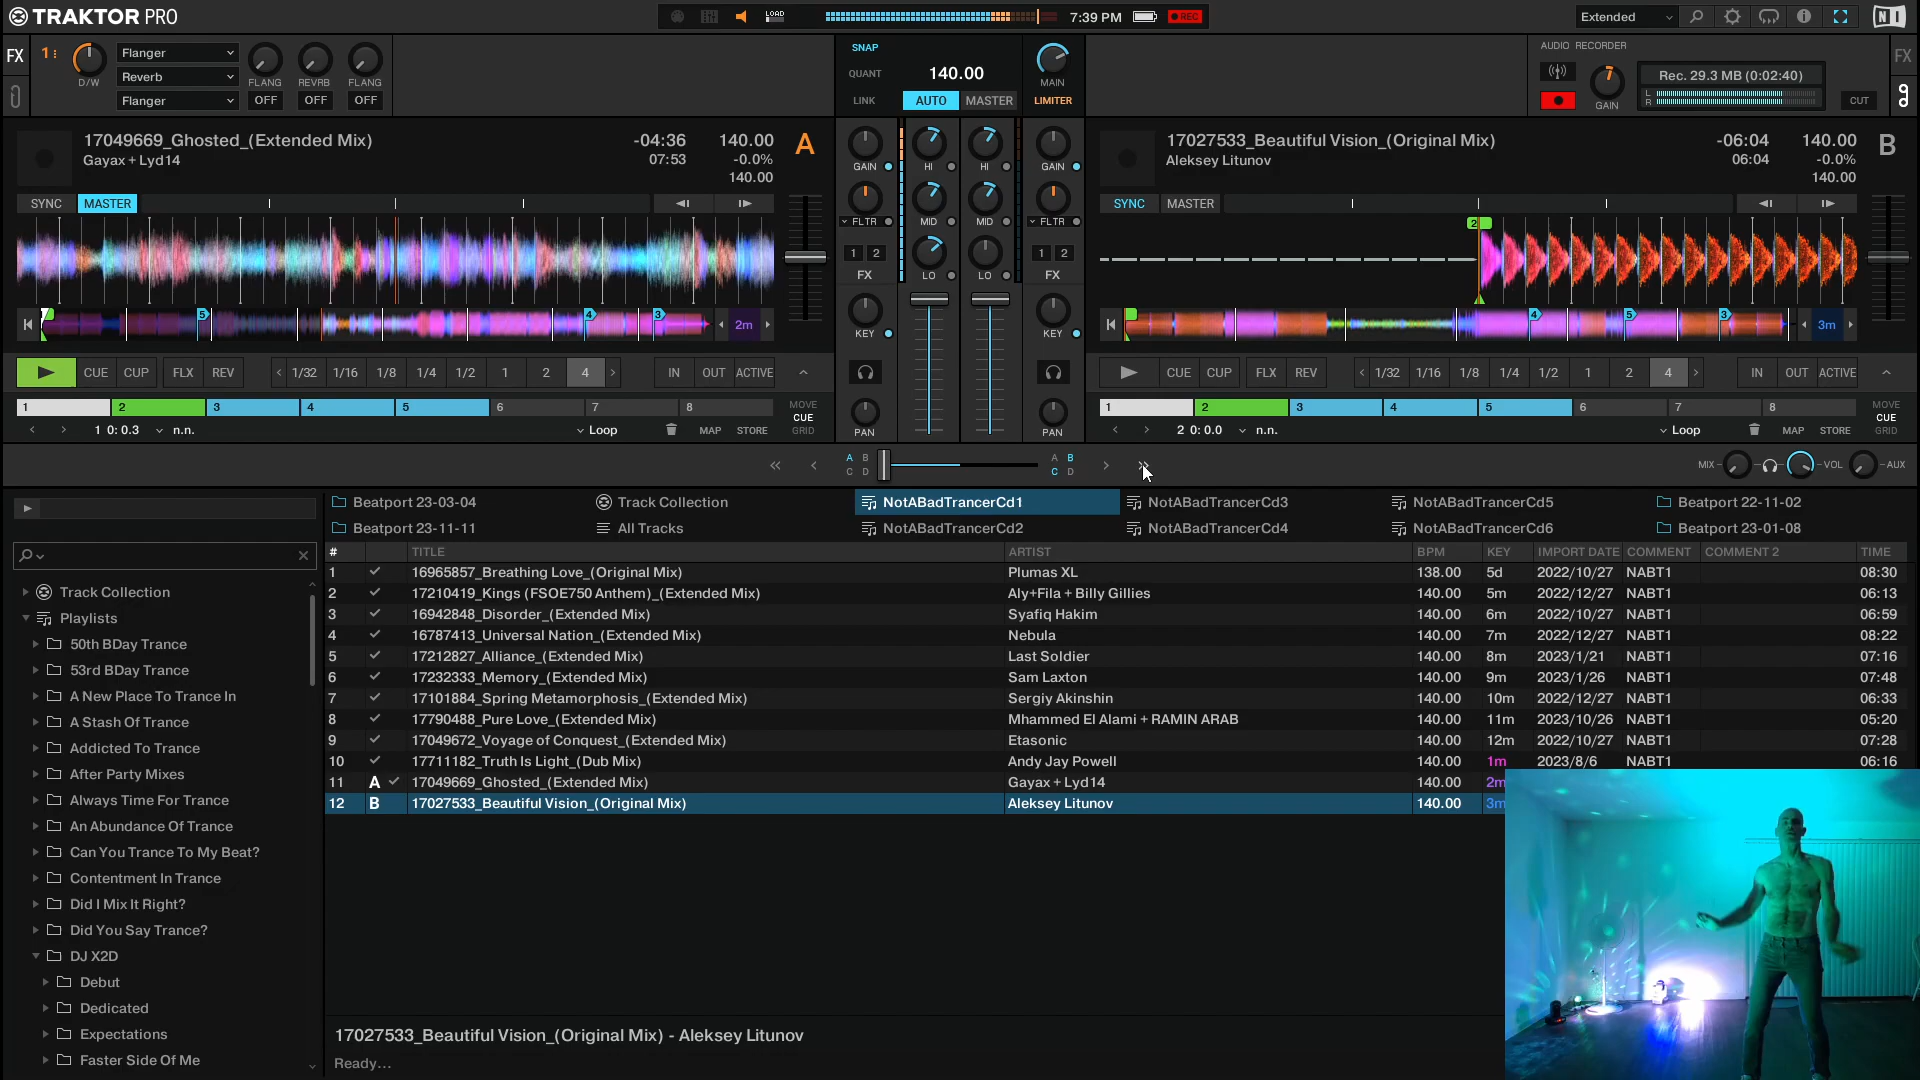 TRAKTOR PRO
LOAD
7:39 PM
REC
Extended
FX
1
D/W
Flanger
Reverb
Flanger
FLANG
REVRB
FLANG
OFF
OFF
OFF
SNAP
QUANT
140.00
LINK
AUTO
MASTER
MAIN
LIMITER
AUDIO RECORDER
GAIN
Rec. 29.3 MB (0:02:40)
L
R
CUT
FX
17049669_Ghosted_(Extended Mix)
Gayax + Lyd14
-04:36
07:53
140.00
-0.0%
140.00
A
SYNC
MASTER
5
4
3
2m
CUE
CUP
FLX
REV
1/32
1/16
1/8
1/4
1/2
1
2
4
IN
OUT
ACTIVE
1
2
3
4
5
6
7
8
MOVE
CUE
GRID
1 0: 0.3
n.n.
Loop
MAP
STORE
GAIN
HI
HI
GAIN
FLTR
MID
MID
FLTR
1 2
FX
LO
LO
1 2
FX
KEY
KEY
PAN
PAN
17027533_Beautiful Vision_(Original Mix)
Aleksey Litunov
-06:04
06:04
140.00
-0.0%
140.00
B
SYNC
MASTER
2
4
5
3
3m
CUE
CUP
FLX
REV
1/32
1/16
1/8
1/4
1/2
1
2
4
IN
OUT
ACTIVE
1
2
3
4
5
6
7
8
MOVE
CUE
GRID
2 0: 0.0
n.n.
Loop
MAP
STORE
A B
C D
A B
C D
MIX
VOL
AUX
Beatport 23-03-04
Track Collection
NotABadTrancerCd1
NotABadTrancerCd3
NotABadTrancerCd5
Beatport 22-11-02
Beatport 23-11-11
All Tracks
NotABadTrancerCd2
NotABadTrancerCd4
NotABadTrancerCd6
Beatport 23-01-08
Track Collection
Playlists
50th BDay Trance
53rd BDay Trance
A New Place To Trance In
A Stash Of Trance
Addicted To Trance
After Party Mixes
Always Time For Trance
An Abundance Of Trance
Can You Trance To My Beat?
Contentment In Trance
Did I Mix It Right?
Did You Say Trance?
DJ X2D
Debut
Dedicated
Expectations
Faster Side Of Me
# TITLE ARTIST BPM KEY IMPORT DATE COMMENT COMMENT 2 TIME
1 16965857_Breathing Love_(Original Mix) Plumas XL 138.00 5d 2022/10/27 NABT1 08:30
2 17210419_Kings (FSOE750 Anthem)_(Extended Mix) Aly+Fila + Billy Gillies 140.00 5m 2022/12/27 NABT1 06:13
3 16942848_Disorder_(Extended Mix) Syafiq Hakim 140.00 6m 2022/10/27 NABT1 06:59
4 16787413_Universal Nation_(Extended Mix) Nebula 140.00 7m 2022/12/27 NABT1 08:22
5 17212827_Alliance_(Extended Mix) Last Soldier 140.00 8m 2023/1/21 NABT1 07:16
6 17232333_Memory_(Extended Mix) Sam Laxton 140.00 9m 2023/1/26 NABT1 07:48
7 17101884_Spring Metamorphosis_(Extended Mix) Sergiy Akinshin 140.00 10m 2022/12/27 NABT1 06:33
8 17790488_Pure Love_(Extended Mix) Mhammed El Alami + RAMIN ARAB 140.00 11m 2023/10/26 NABT1 05:20
9 17049672_Voyage of Conquest_(Extended Mix) Etasonic 140.00 12m 2022/10/27 NABT1 07:28
10 17711182_Truth Is Light_(Dub Mix) Andy Jay Powell 140.00 1m 2023/8/6 NABT1 06:16
11 A 17049669_Ghosted_(Extended Mix) Gayax + Lyd14 140.00 2m
12 B 17027533_Beautiful Vision_(Original Mix) Aleksey Litunov 140.00 3m
17027533_Beautiful Vision_(Original Mix) - Aleksey Litunov
Ready...